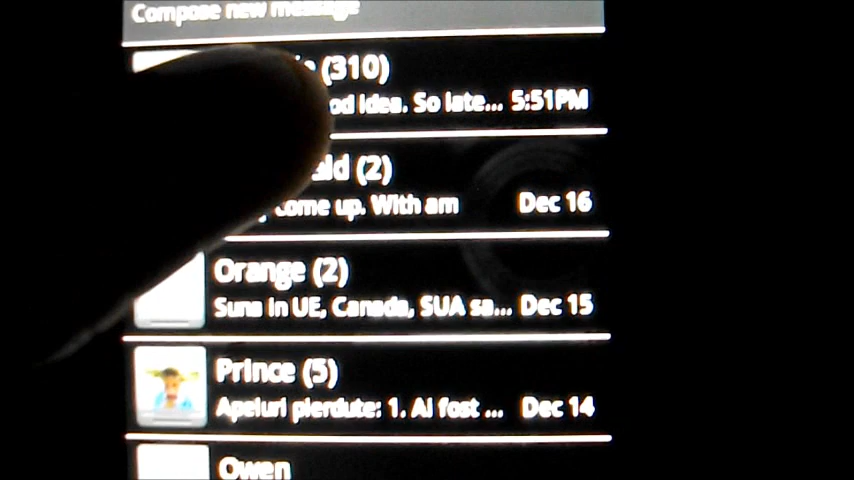 Compose new message
(310)
od idea. So late... 5:51PM
ald (2)
come up. With am Dec 16
Orange (2)
Suna in UE, Canada, SUA sa... Dec 15
Prince (5)
Apeluri pierdute: 1. Ai fost ... Dec 14
Owen